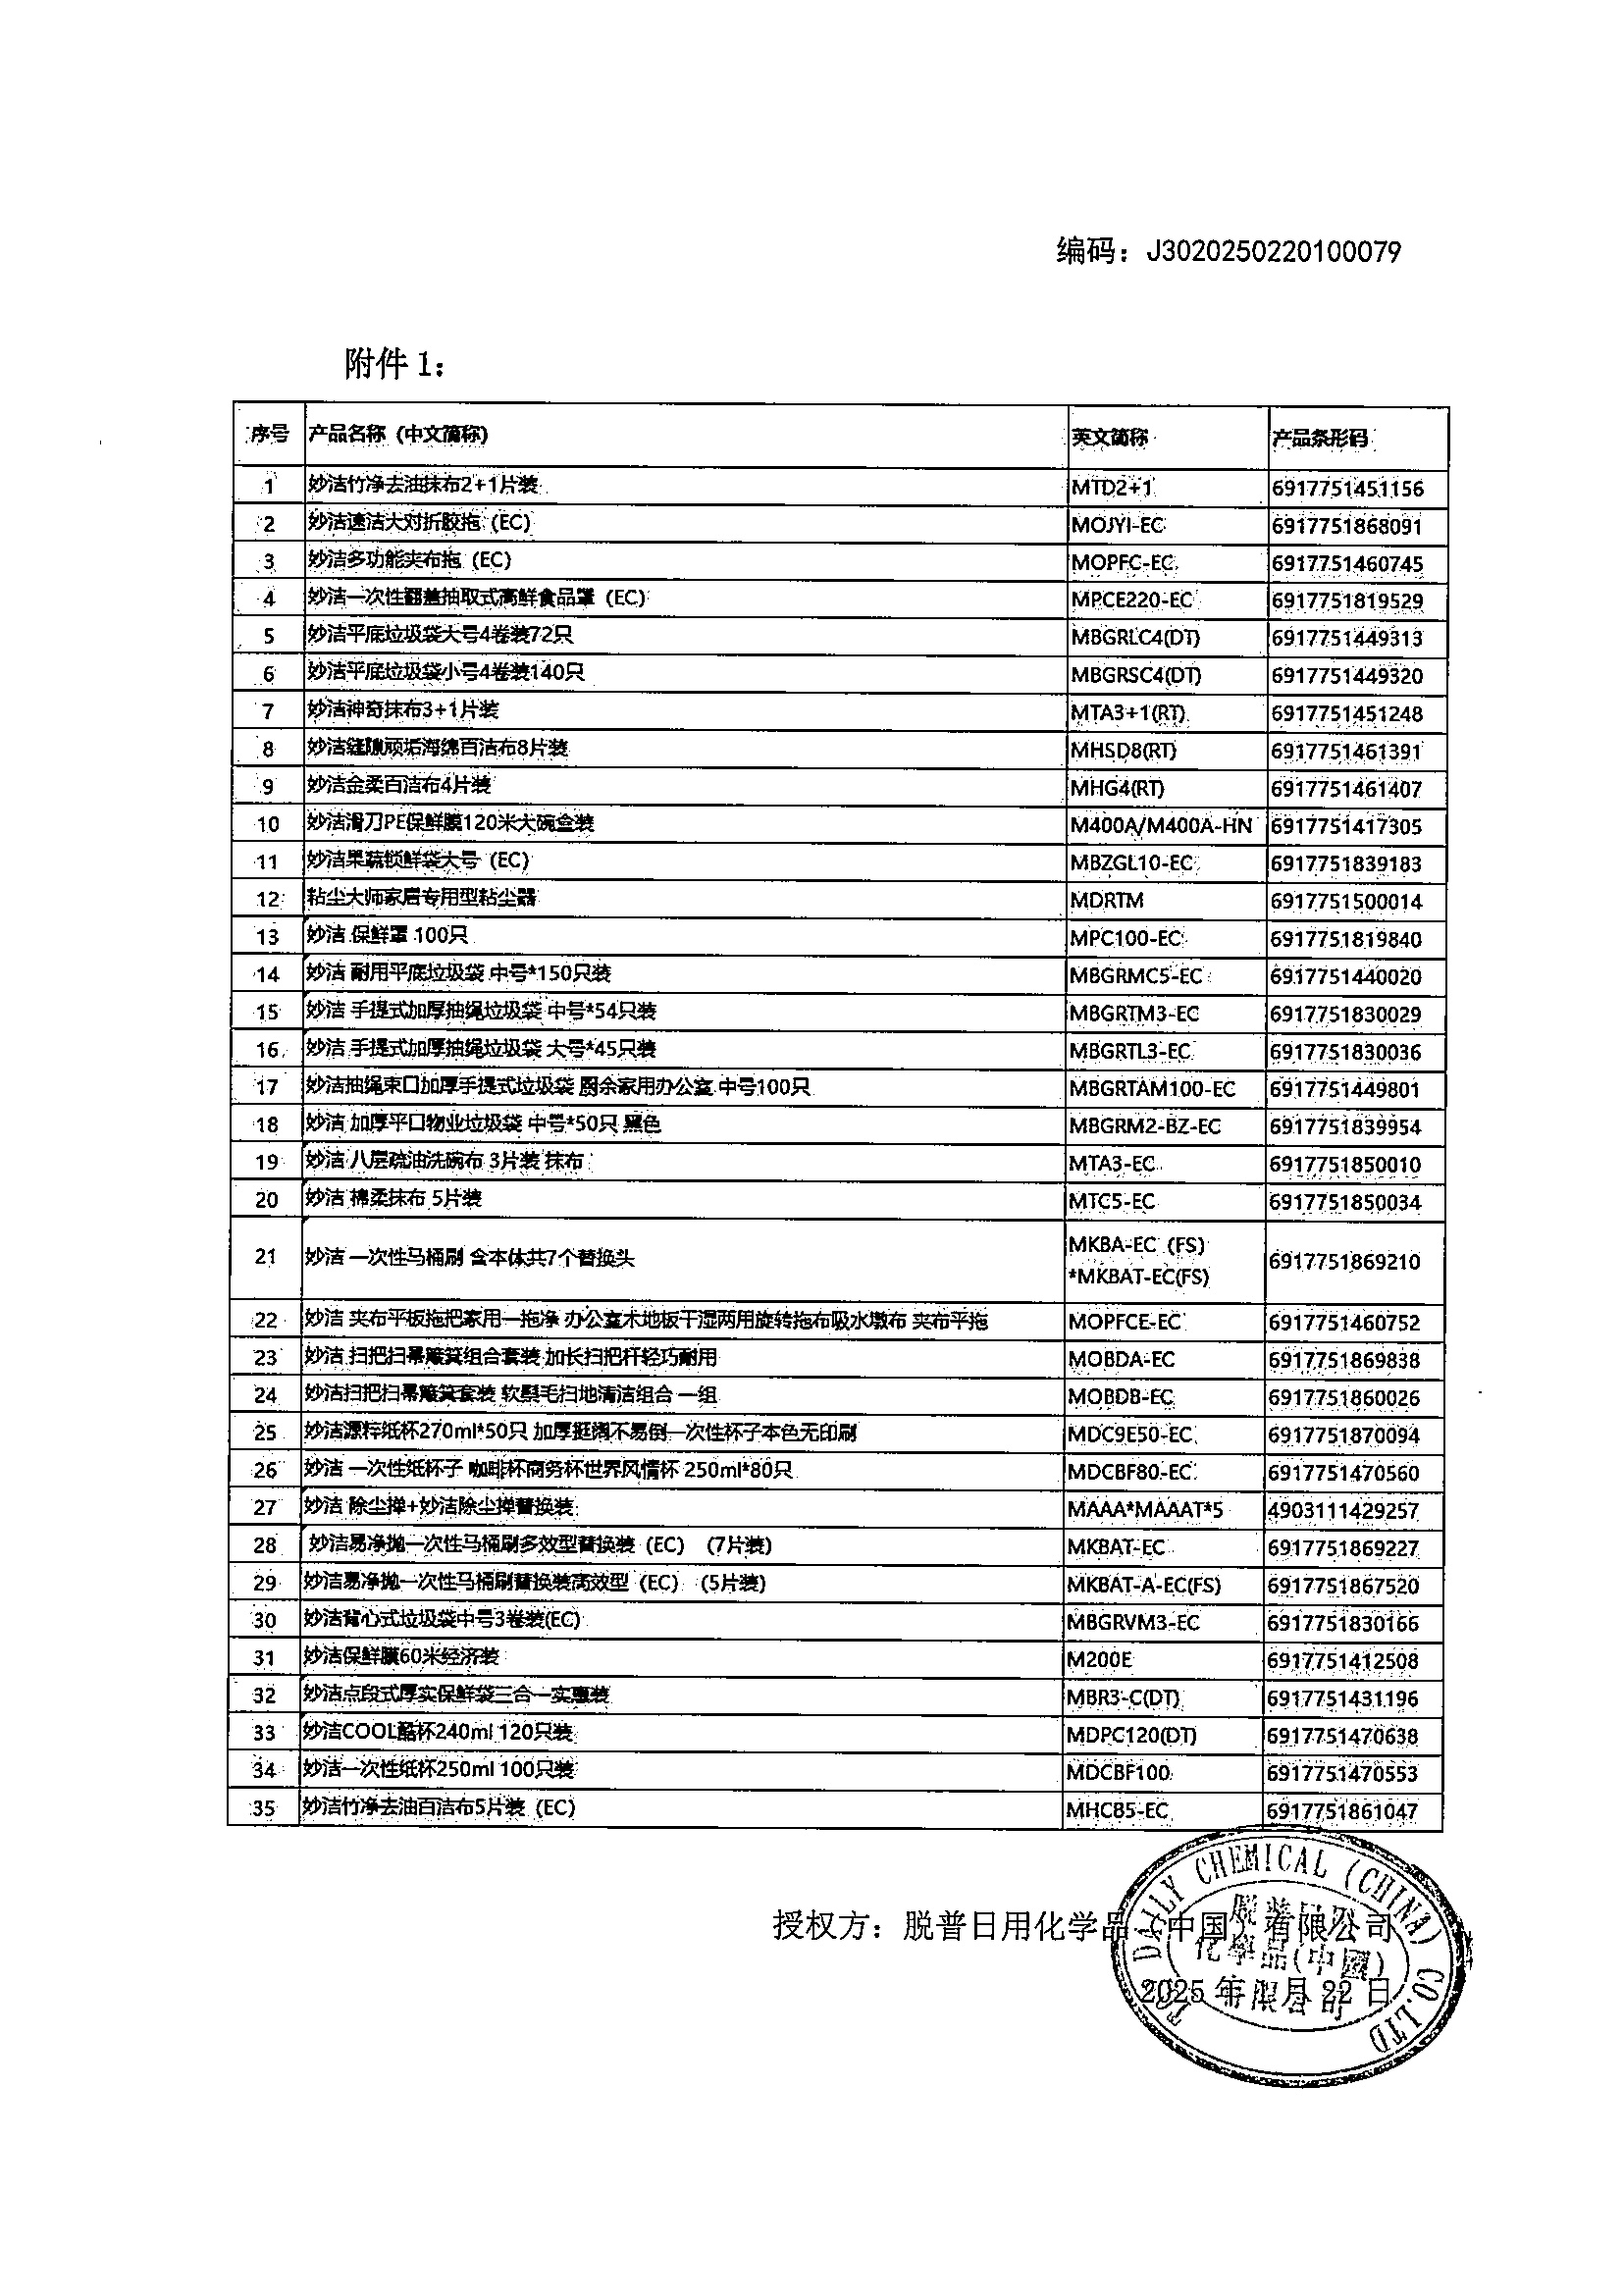 编码：J3020250220100079
附件 1：
序号 产品名称（中文简称） 英文简称 产品条形码
1 妙洁竹净去油抹布2+1片装 MTD2+1 6917751451156
2 妙洁速洁大对折胶拖（EC） MOJYI-EC 6917751868091
3 妙洁多功能夹布拖（EC） MOPFC-EC 6917751460745
4 妙洁一次性翻盖抽取式高鲜食品罩（EC） MPCE220-EC 6917751819529
5 妙洁平底垃圾袋大号4卷装72只 MBGRLC4(DT) 6917751449313
6 妙洁平底垃圾袋小号4卷装140只 MBGRSC4(DT) 6917751449320
7 妙洁神奇抹布3+1片装 MTA3+1(RT) 6917751451248
8 妙洁缝隙顽垢海绵百洁布8片装 MHSD8(RT) 6917751461391
9 妙洁金柔百洁布4片装 MHG4(RT) 6917751461407
10 妙洁滑刀PE保鲜膜120米大碗盒装 M400A/M400A-HN 6917751417305
11 妙洁果蔬锁鲜袋大号（EC） MBZGL10-EC 6917751839183
12 粘尘大师家居专用型粘尘器 MDRTM 6917751500014
13 妙洁 保鲜罩 100只 MPC100-EC 6917751819840
14 妙洁 耐用平底垃圾袋 中号*150只装 MBGRMC5-EC 6917751440020
15 妙洁 手提式加厚抽绳垃圾袋 中号*54只装 MBGRTM3-EC 6917751830029
16 妙洁 手提式加厚抽绳垃圾袋 大号*45只装 MBGRTL3-EC 6917751830036
17 妙洁抽绳束口加厚手提式垃圾袋 厨余家用办公室 中号100只 MBGRTAM100-EC 6917751449801
18 妙洁 加厚平口物业垃圾袋 中号*50只 黑色 MBGRM2-BZ-EC 6917751839954
19 妙洁 八层疏油洗碗布 3片装 抹布 MTA3-EC 6917751850010
20 妙洁 棉柔抹布 5片装 MTC5-EC 6917751850034
21 妙洁 一次性马桶刷 含本体共7个替换头 MKBA-EC（FS） 6917751869210
*MKBAT-EC(FS)
22 妙洁 夹布平板拖把家用一拖净 办公室木地板干湿两用旋转拖布吸水墩布 夹布平拖 MOPFCE-EC 6917751460752
23 妙洁 扫把扫帚簸箕组合套装 加长扫把杆轻巧耐用 MOBDA-EC 6917751869838
24 妙洁扫把扫帚簸箕套装 软裂毛扫地清洁组合 一组 MOBDB-EC 6917751860026
25 妙洁源梓纸杯270ml*50只 加厚挺阔不易倒一次性杯子本色无印刷 MDC9E50-EC 6917751870094
26 妙洁 一次性纸杯子 咖啡杯商务杯世界风情杯 250ml*80只 MDCBF80-EC 6917751470560
27 妙洁 除尘掸+妙洁除尘掸替换装 MAAA*MAAAT*5 4903111429257
28 妙洁易净抛一次性马桶刷多效型替换装（EC）（7片装） MKBAT-EC 6917751869227
29 妙洁易净抛一次性马桶刷替换装高效型（EC）（5片装） MKBAT-A-EC(FS) 6917751867520
30 妙洁背心式垃圾袋中号3卷装(EC) MBGRVM3-EC 6917751830166
31 妙洁保鲜膜60米经济装 M200E 6917751412508
32 妙洁点段式厚实保鲜袋三合一实惠装 MBR3-C(DT) 6917751431196
33 妙洁COOL酷杯240ml 120只装 MDPC120(DT) 6917751470638
34 妙洁一次性纸杯250ml 100只装 MDCBF100 6917751470553
35 妙洁竹净去油百洁布5片装（EC） MHCB5-EC 6917751861047
授权方：脱普日用化学品（中国）有限公司
2025 年 月 22 日
DAILY CHEMICAL (CHINA) CO.LTD
脱普日用
化學品(中國)
有限公司